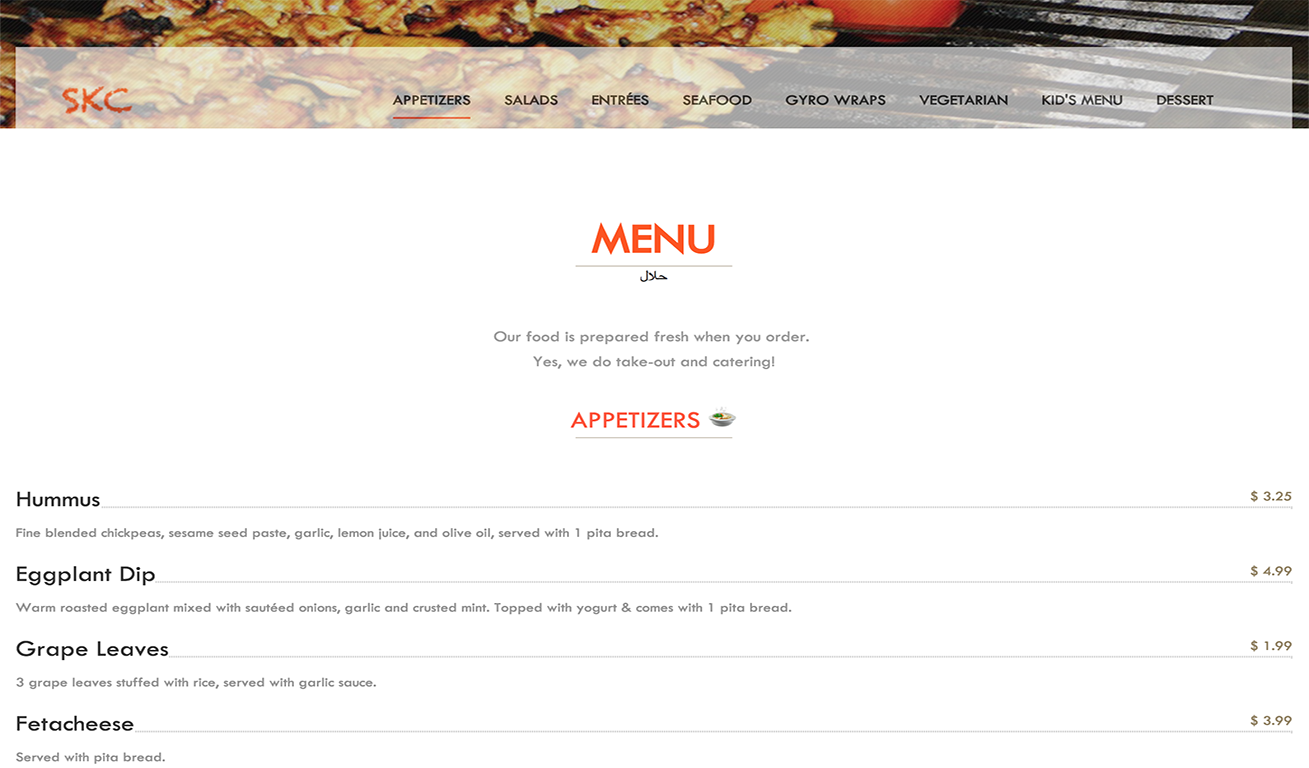 SKC
APPETIZERS SALADS ENTRÉES SEAFOOD GYRO WRAPS VEGETARIAN KID'S MENU DESSERT
MENU
حلال
Our food is prepared fresh when you order.
Yes, we do take-out and catering!
APPETIZERS
Hummus $ 3.25
Fine blended chickpeas, sesame seed paste, garlic, lemon juice, and olive oil, served with 1 pita bread.
Eggplant Dip $ 4.99
Warm roasted eggplant mixed with sautéed onions, garlic and crusted mint. Topped with yogurt & comes with 1 pita bread.
Grape Leaves $ 1.99
3 grape leaves stuffed with rice, served with garlic sauce.
Fetacheese $ 3.99
Served with pita bread.